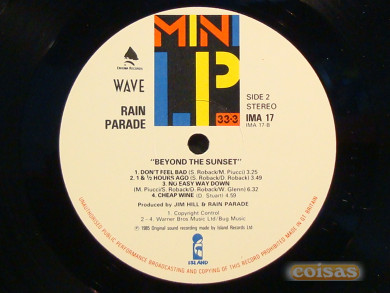 MINI
LP
33·3
Island Records
WAVE
RAIN
PARADE
SIDE 2
STEREO
IMA 17
IMA 17-B
"BEYOND THE SUNSET"
1. DON'T FEEL BAD (S. Roback/M. Piucci) 3.25
2. 1 & ½ HOURS AGO (S. Roback/D. Roback) 3.49
3. NO EASY WAY DOWN
(M. Piucci/S. Roback/D. Roback/W. Glenn) 6.32
4. CHEAP WINE (D. Stuart) 4.59
Produced by JIM HILL & RAIN PARADE
1. Copyright Control
2 - 4. Warner Bros Music Ltd/Bug Music
1985 Original sound recording made by Island Records Ltd
ISLAND
UNAUTHORISED PUBLIC PERFORMANCE BROADCASTING AND COPYING OF THIS RECORD PROHIBITED MADE IN GT. BRITAIN
coisas